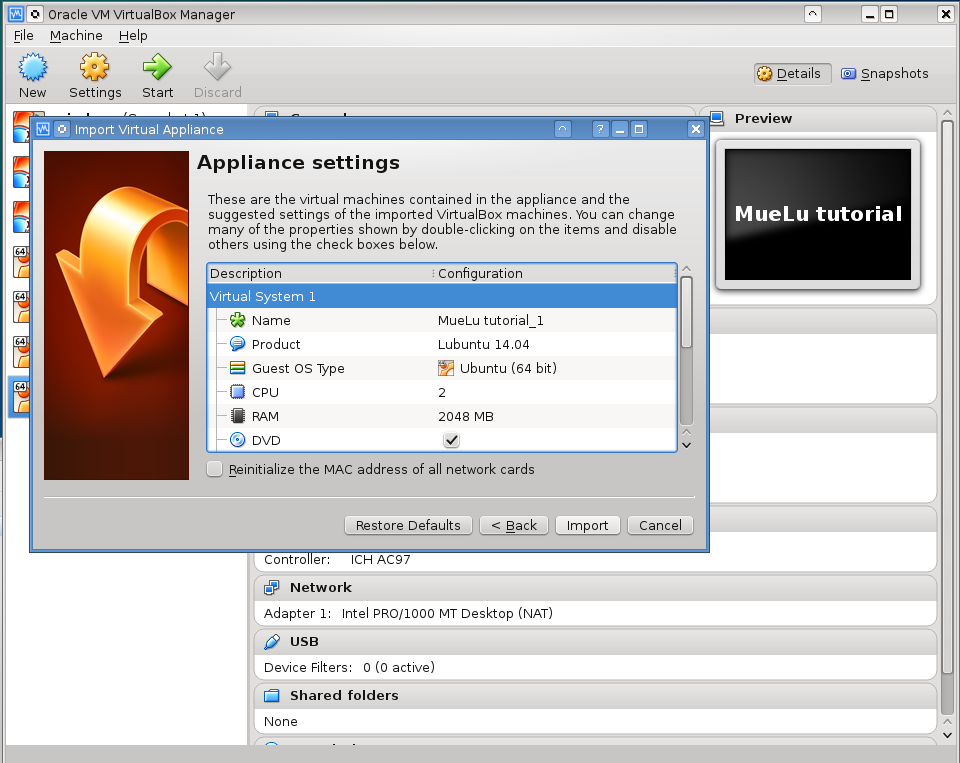 Oracle VM VirtualBox Manager
File Machine Help
New Settings Start Discard
Details Snapshots
Preview
MueLu tutorial
Import Virtual Appliance
Appliance settings
These are the virtual machines contained in the appliance and the
suggested settings of the imported VirtualBox machines. You can change
many of the properties shown by double-clicking on the items and disable
others using the check boxes below.
Description Configuration
Virtual System 1
Name MueLu tutorial_1
Product Lubuntu 14.04
Guest OS Type Ubuntu (64 bit)
CPU 2
RAM 2048 MB
DVD
Reinitialize the MAC address of all network cards
Restore Defaults < Back Import Cancel
64
64
64
64
Controller: ICH AC97
Network
Adapter 1: Intel PRO/1000 MT Desktop (NAT)
USB
Device Filters: 0 (0 active)
Shared folders
None